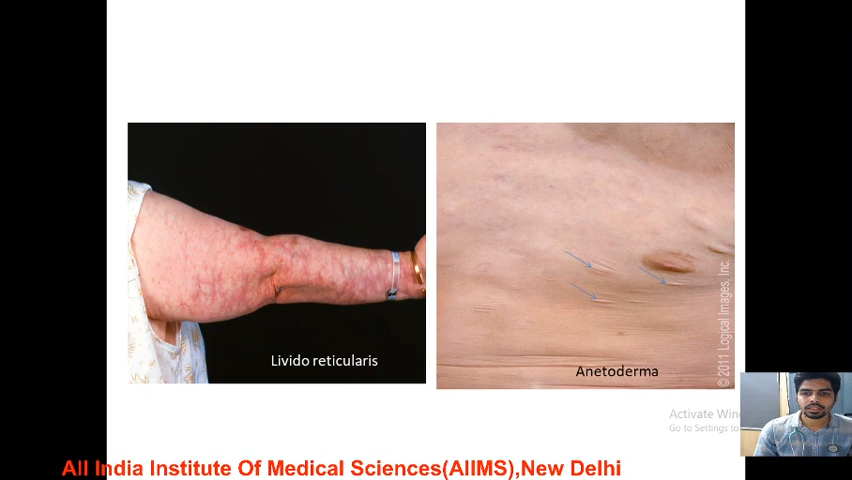 Livido reticularis
Anetoderma
© 2011 Logical Images, Inc.
Activate Win
Go to Settings to
All India Institute Of Medical Sciences(AIIMS),New Delhi